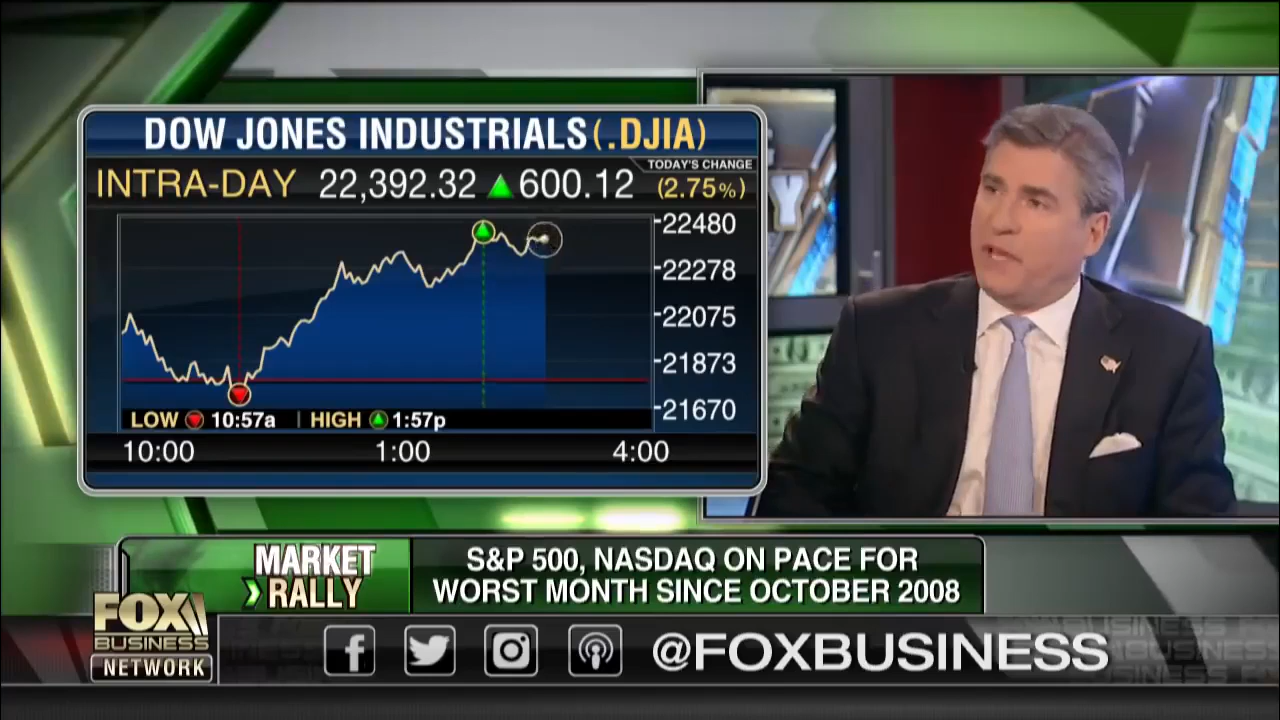 DOW JONES INDUSTRIALS(.DJIA)
TODAY'S CHANGE
INTRA-DAY 22,392.32 600.12 (2.75%)
22480
22278
22075
21873
21670
LOW 10:57a | HIGH 1:57p
10:00 1:00 4:00
MARKET
RALLY
S&P 500, NASDAQ ON PACE FOR
WORST MONTH SINCE OCTOBER 2008
FOX
BUSINESS
NETWORK
@FOXBUSINESS